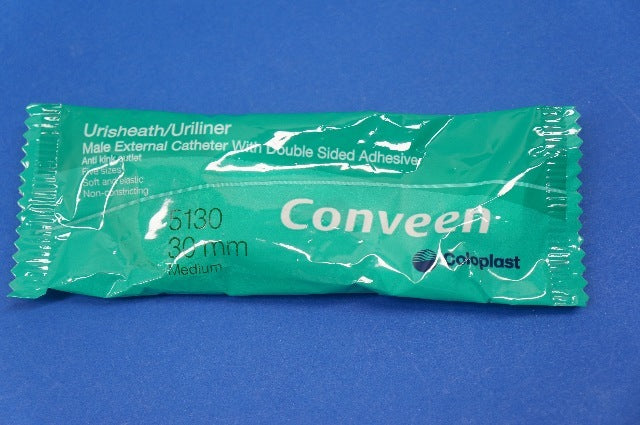 Urisheath/Uriliner
Male External Catheter With Double Sided Adhesive
Anti kink outlet
Five sizes
Soft and elastic
Non-constricting
5130
30 mm
Medium
Conveen
Coloplast